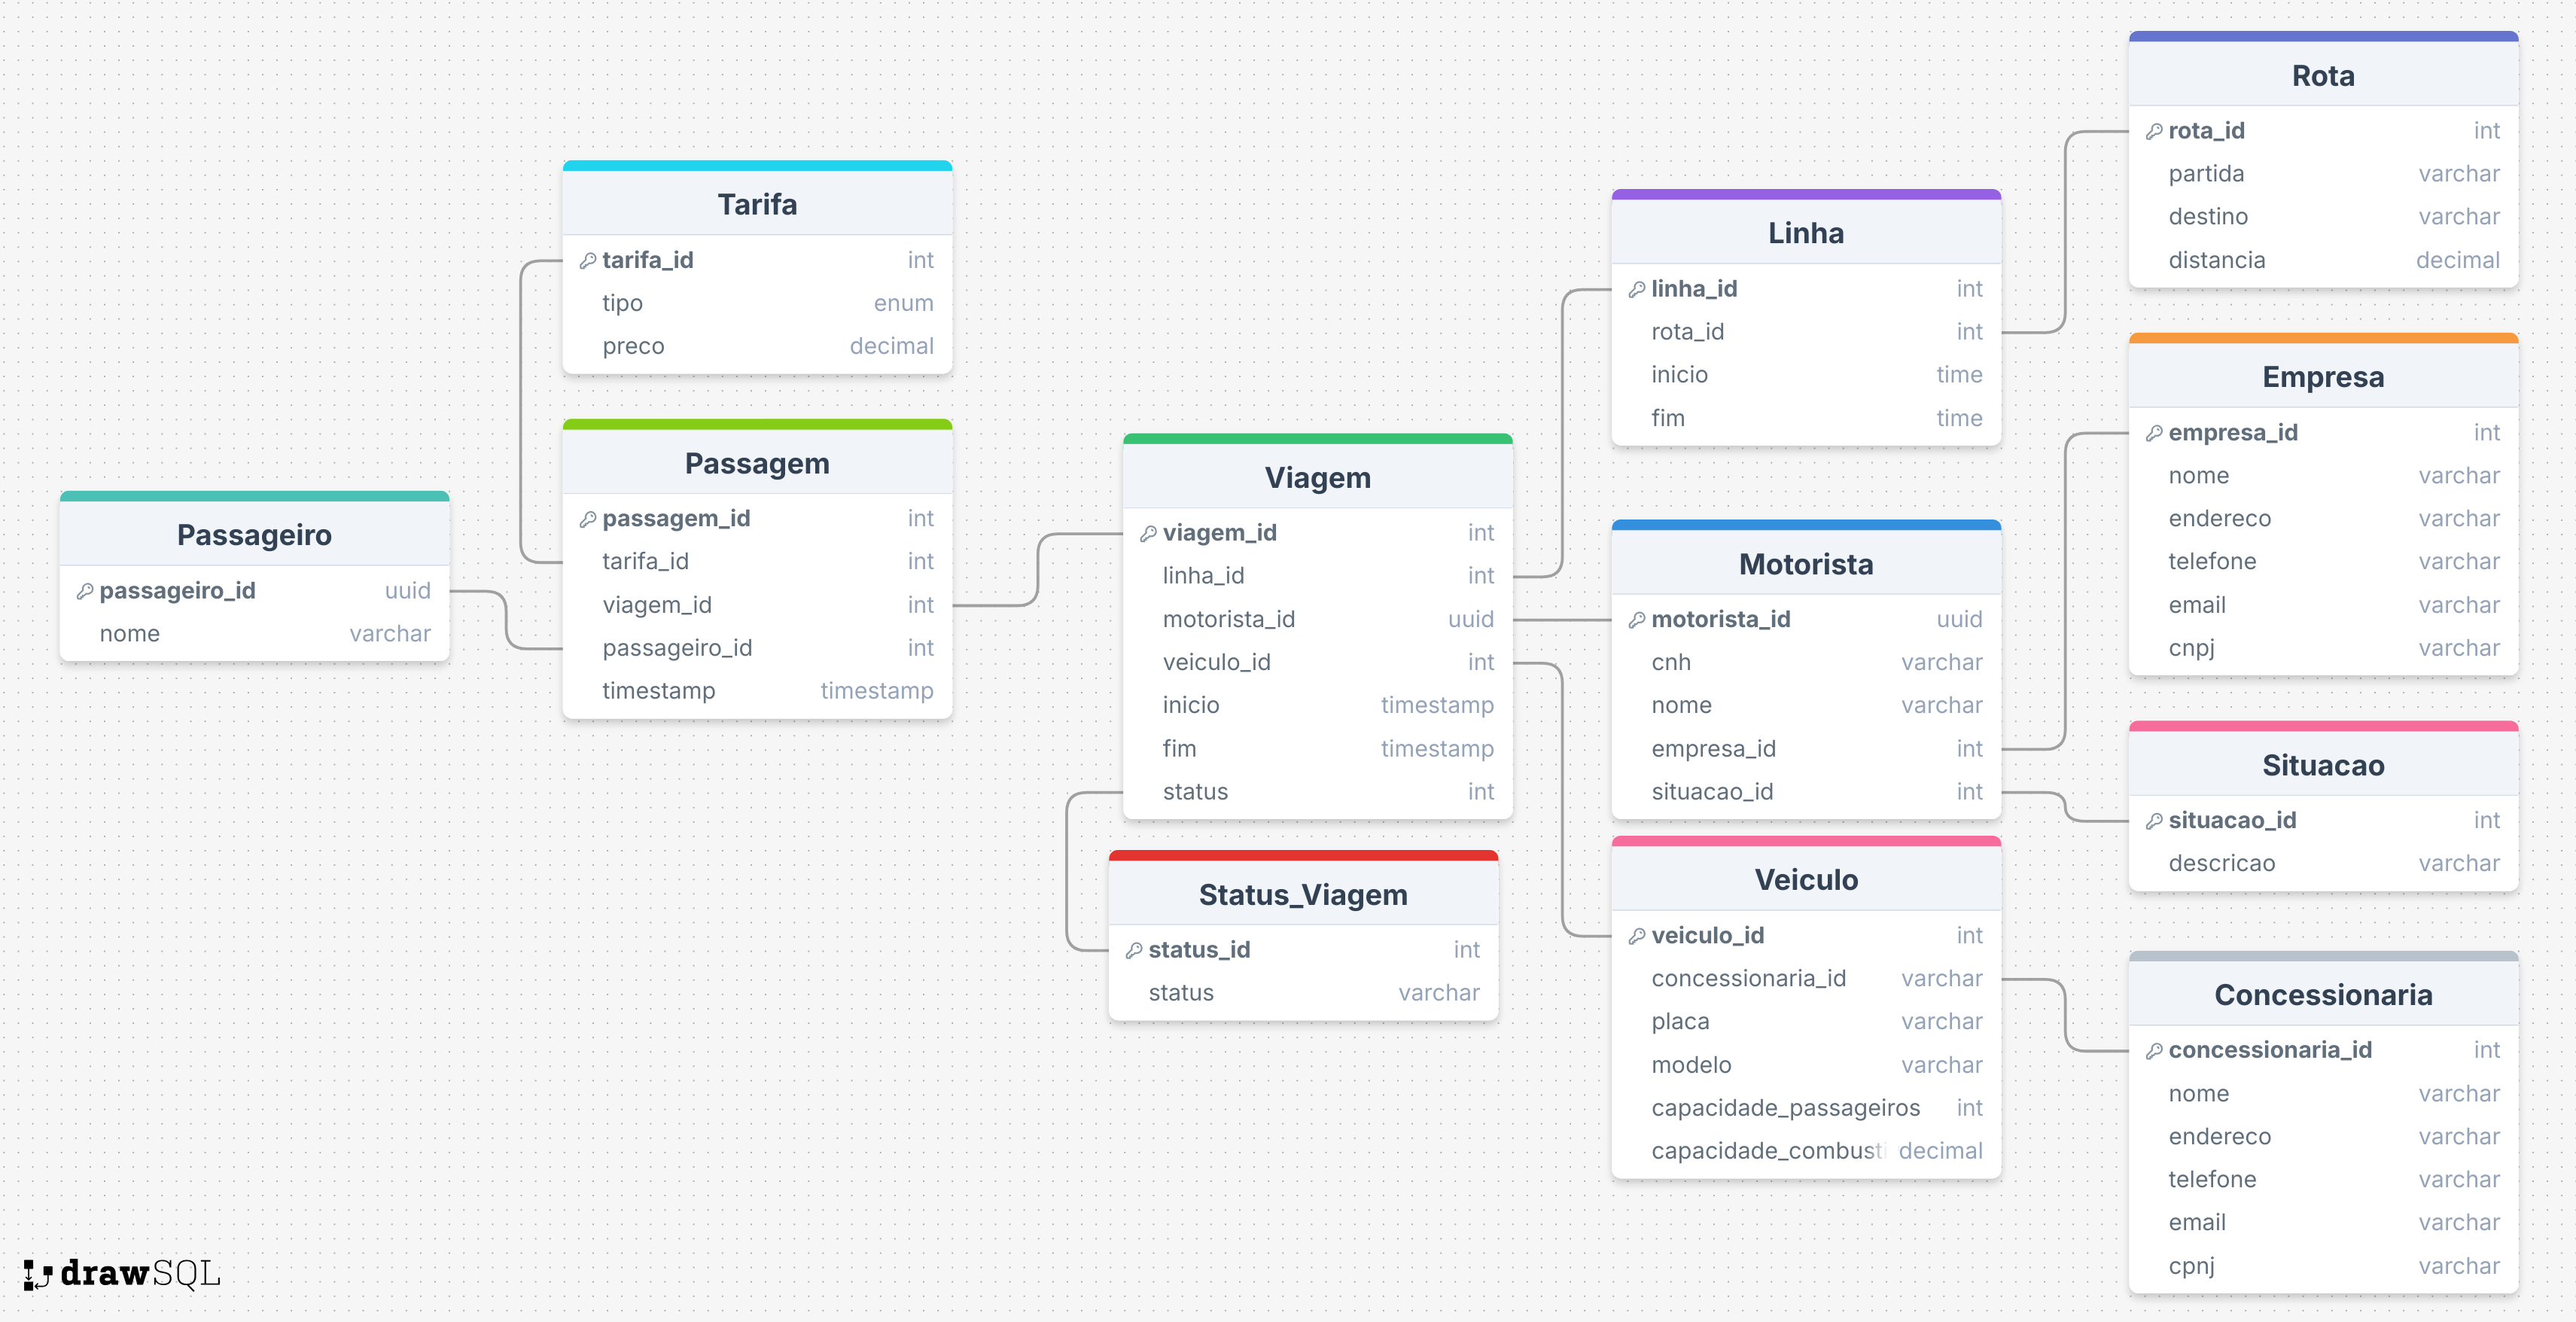 Passageiro
passageiro_id uuid
nome varchar
Tarifa
tarifa_id int
tipo enum
preco decimal
Passagem
passagem_id int
tarifa_id int
viagem_id int
passageiro_id int
timestamp timestamp
Viagem
viagem_id int
linha_id int
motorista_id uuid
veiculo_id int
inicio timestamp
fim timestamp
status int
Status_Viagem
status_id int
status varchar
Linha
linha_id int
rota_id int
inicio time
fim time
Motorista
motorista_id uuid
cnh varchar
nome varchar
empresa_id int
situacao_id int
Veiculo
veiculo_id int
concessionaria_id varchar
placa varchar
modelo varchar
capacidade_passageiros int
capacidade_combusti decimal
Rota
rota_id int
partida varchar
destino varchar
distancia decimal
Empresa
empresa_id int
nome varchar
endereco varchar
telefone varchar
email varchar
cnpj varchar
Situacao
situacao_id int
descricao varchar
Concessionaria
concessionaria_id int
nome varchar
endereco varchar
telefone varchar
email varchar
cpnj varchar
drawSQL